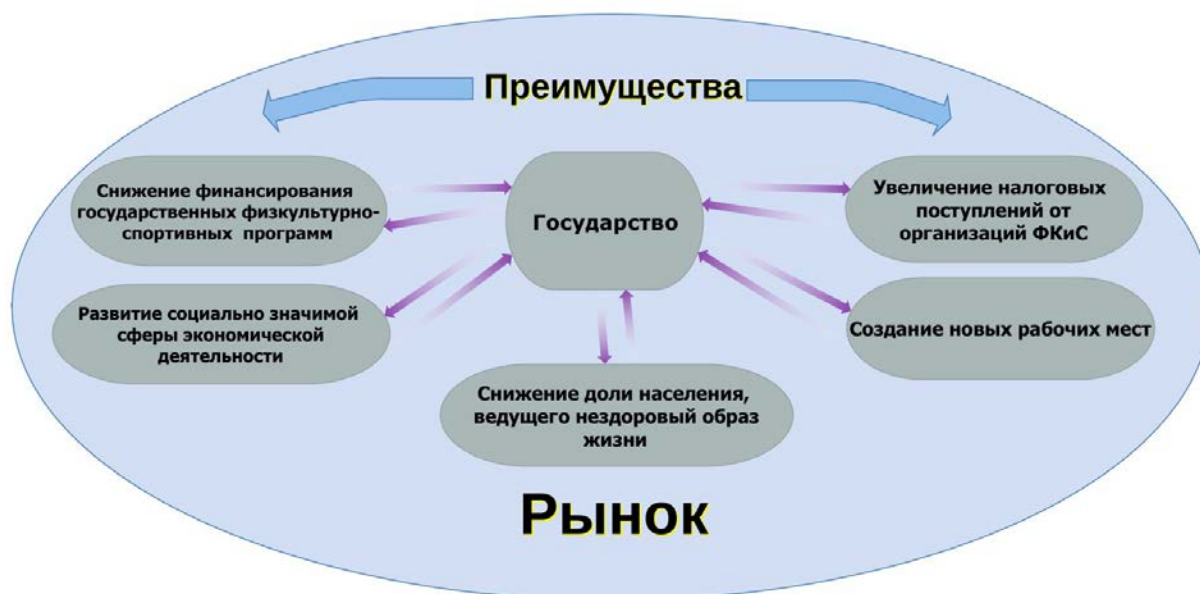 Преимущества
Снижение финансирования
государственных физкультурно-
спортивных программ
Государство
Увеличение налоговых
поступлений от
организаций ФКиС
Развитие социально значимой
сферы экономической
деятельности
Создание новых рабочих мест
Снижение доли населения,
ведущего нездоровый образ
жизни
Рынок